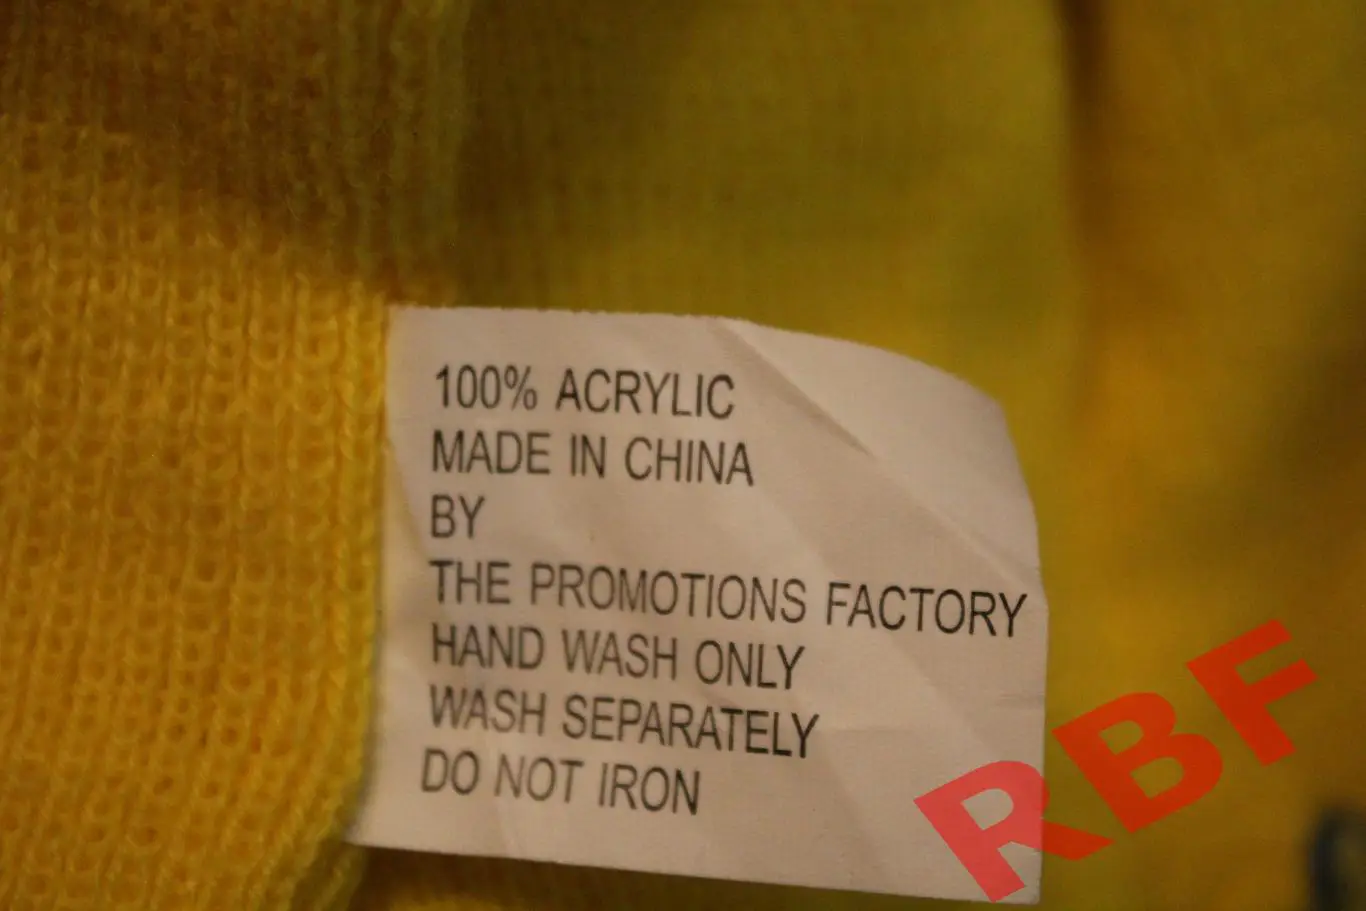 100% ACRYLIC
MADE IN CHINA
BY
THE PROMOTIONS FACTORY
HAND WASH ONLY
WASH SEPARATELY
DO NOT IRON
RBF